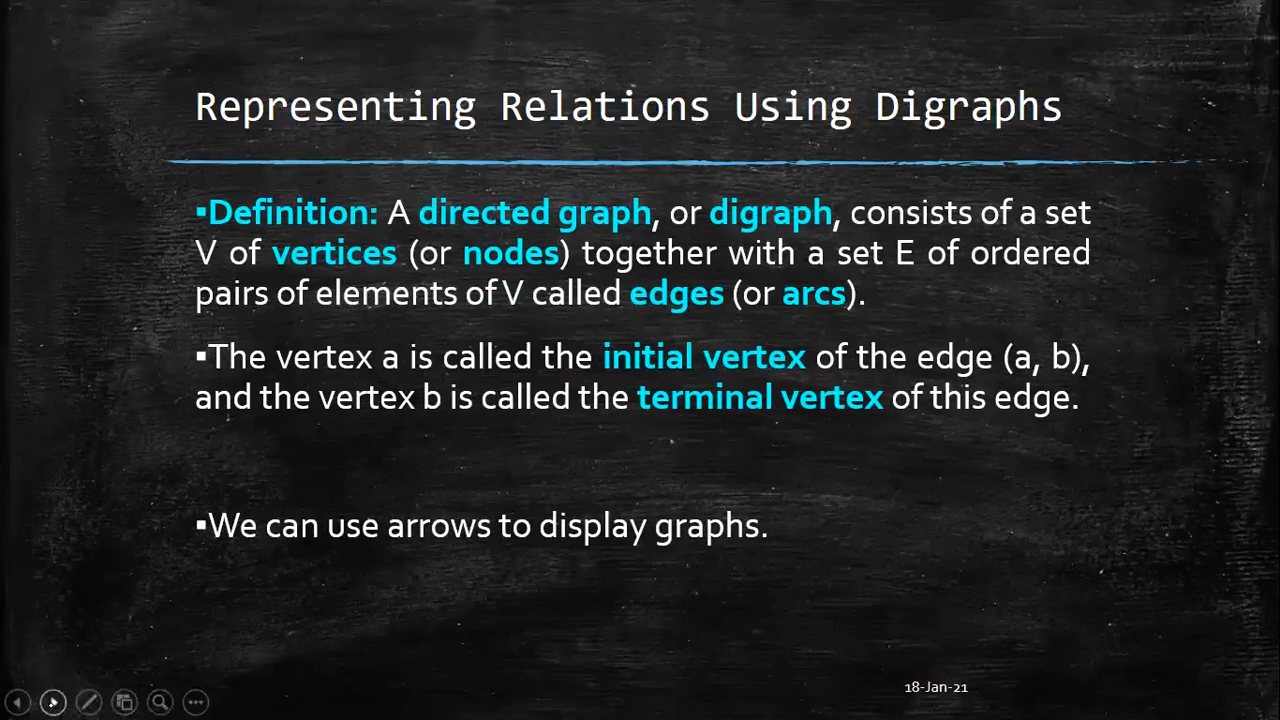 Representing Relations Using Digraphs
▪Definition: A directed graph, or digraph, consists of a set
V of vertices (or nodes) together with a set E of ordered
pairs of elements of V called edges (or arcs).
▪The vertex a is called the initial vertex of the edge (a, b),
and the vertex b is called the terminal vertex of this edge.
▪We can use arrows to display graphs.
18-Jan-21